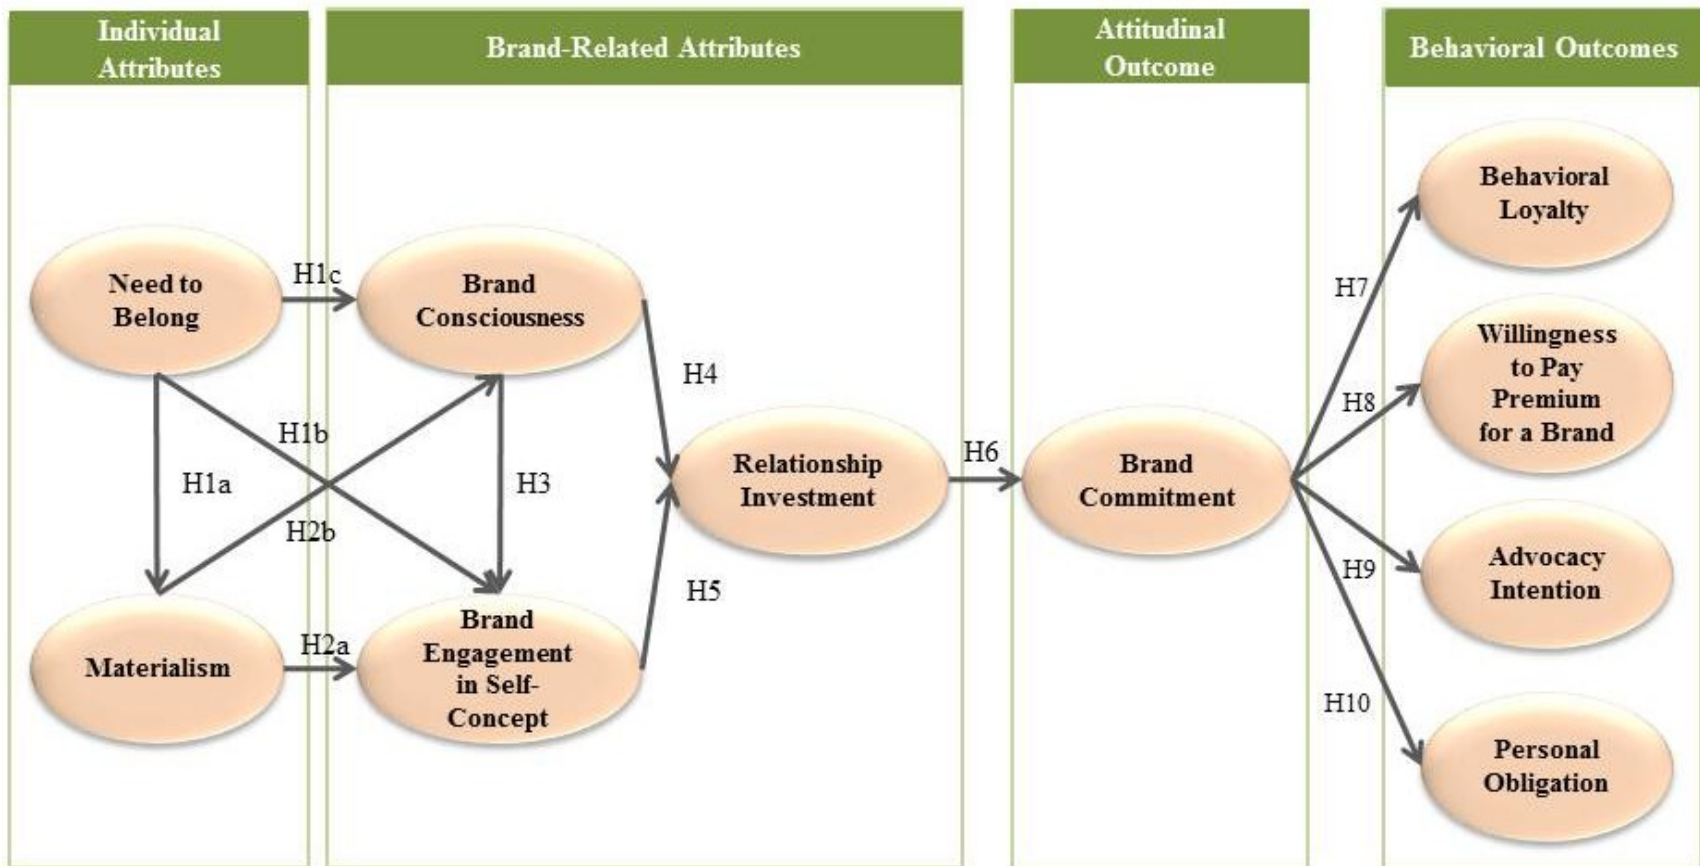 Individual
Attributes
Brand-Related Attributes
Attitudinal
Outcome
Behavioral Outcomes
Need to
Belong
H1c
Brand
Consciousness
H1b
H1a
H2b
H3
Materialism
H2a
Brand
Engagement
in Self-
Concept
H4
H5
Relationship
Investment
H6
Brand
Commitment
H7
H8
H9
H10
Behavioral
Loyalty
Willingness
to Pay
Premium
for a Brand
Advocacy
Intention
Personal
Obligation